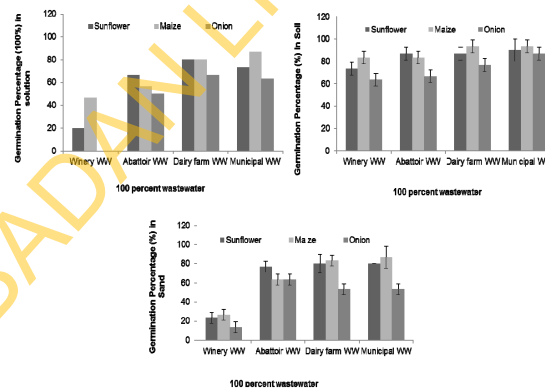 Germination Percentage (100%) in
solution
120
100
80
60
40
20
0
Sunflower Maize Onion
Winery WW Abattoir WW Dairy farm WW Municipal WW
100 percent wastewater
Germination Percentage (%) in Soil
120
100
80
60
40
20
0
Sunflower Maize Onion
Winery WW Abattoir WW Dairy farm WW Mun cipal WW
100 percent wastewater
Germination Percentage (%) in
Sand
120
100
80
60
40
20
0
Sunflower Maize Onion
Winery WW Abattoir WW Dairy farm WW Municipal WW
100 percent wastewater
BADAN LI